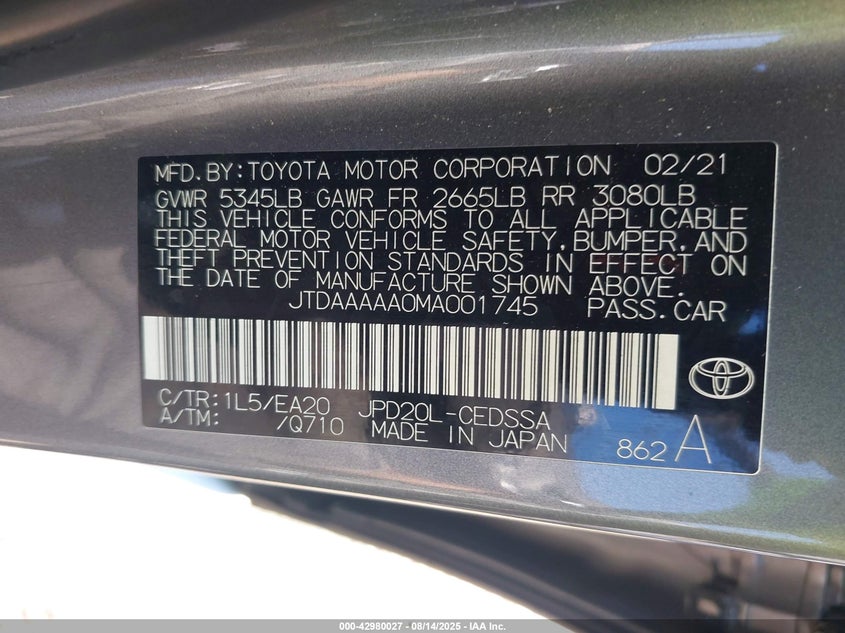 MFD.BY:TOYOTA MOTOR CORPORATION 02/21
GVWR 5345LB GAWR FR 2665LB RR 3080LB
THIS VEHICLE CONFORMS TO ALL APPLICABLE
FEDERAL MOTOR VEHICLE SAFETY,BUMPER,AND
THEFT PREVENTION STANDARDS IN EFFECT ON
THE DATE OF MANUFACTURE SHOWN ABOVE.
JTDAAAAA0MA001745 PASS.CAR
C/TR:1L5/EA20 JPD20L-CEDSSA
A/TM: /Q710 MADE IN JAPAN
862A
000-42980027 - 08/14/2025 - IAA Inc.